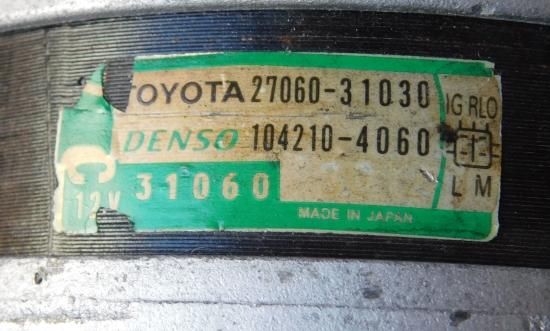 TOYOTA 27060-31030
DENSO 104210-4060
12V 31060
MADE IN JAPAN
IG RLO
L M